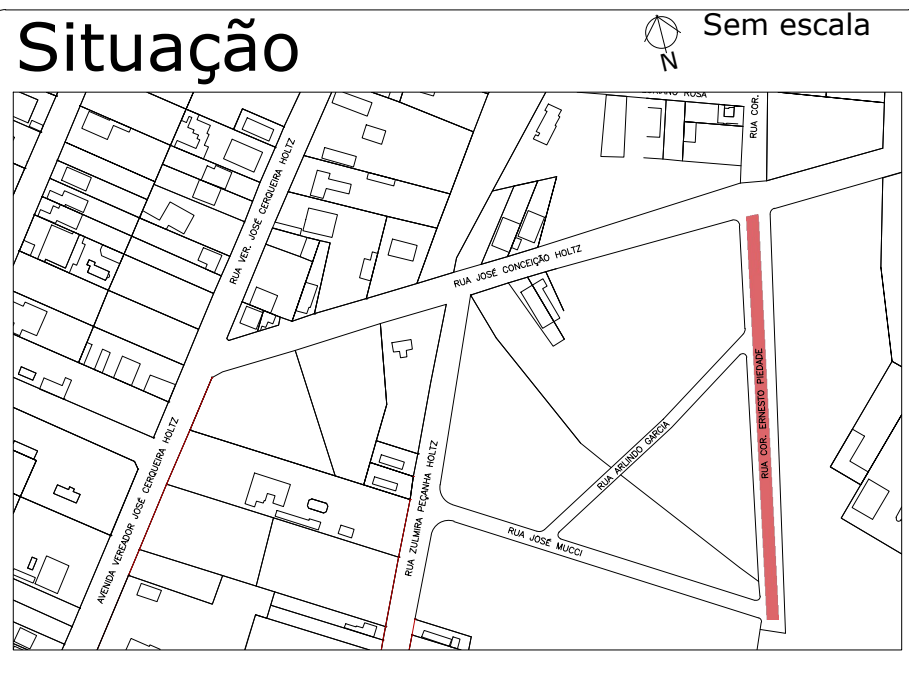 Situação
Sem escala
N
ROSA
RUA COR.
RUA VER. JOSÉ CERQUEIRA HOLTZ
RUA JOSÉ CONCEIÇÃO HOLTZ
RUA COR. ERNESTO PIEDADE
RUA ARLINDO GARCIA
AVENIDA VEREADOR JOSÉ CERQUEIRA HOLTZ
RUA ZULMIRA PEÇANHA HOLTZ
RUA JOSÉ MUCCI